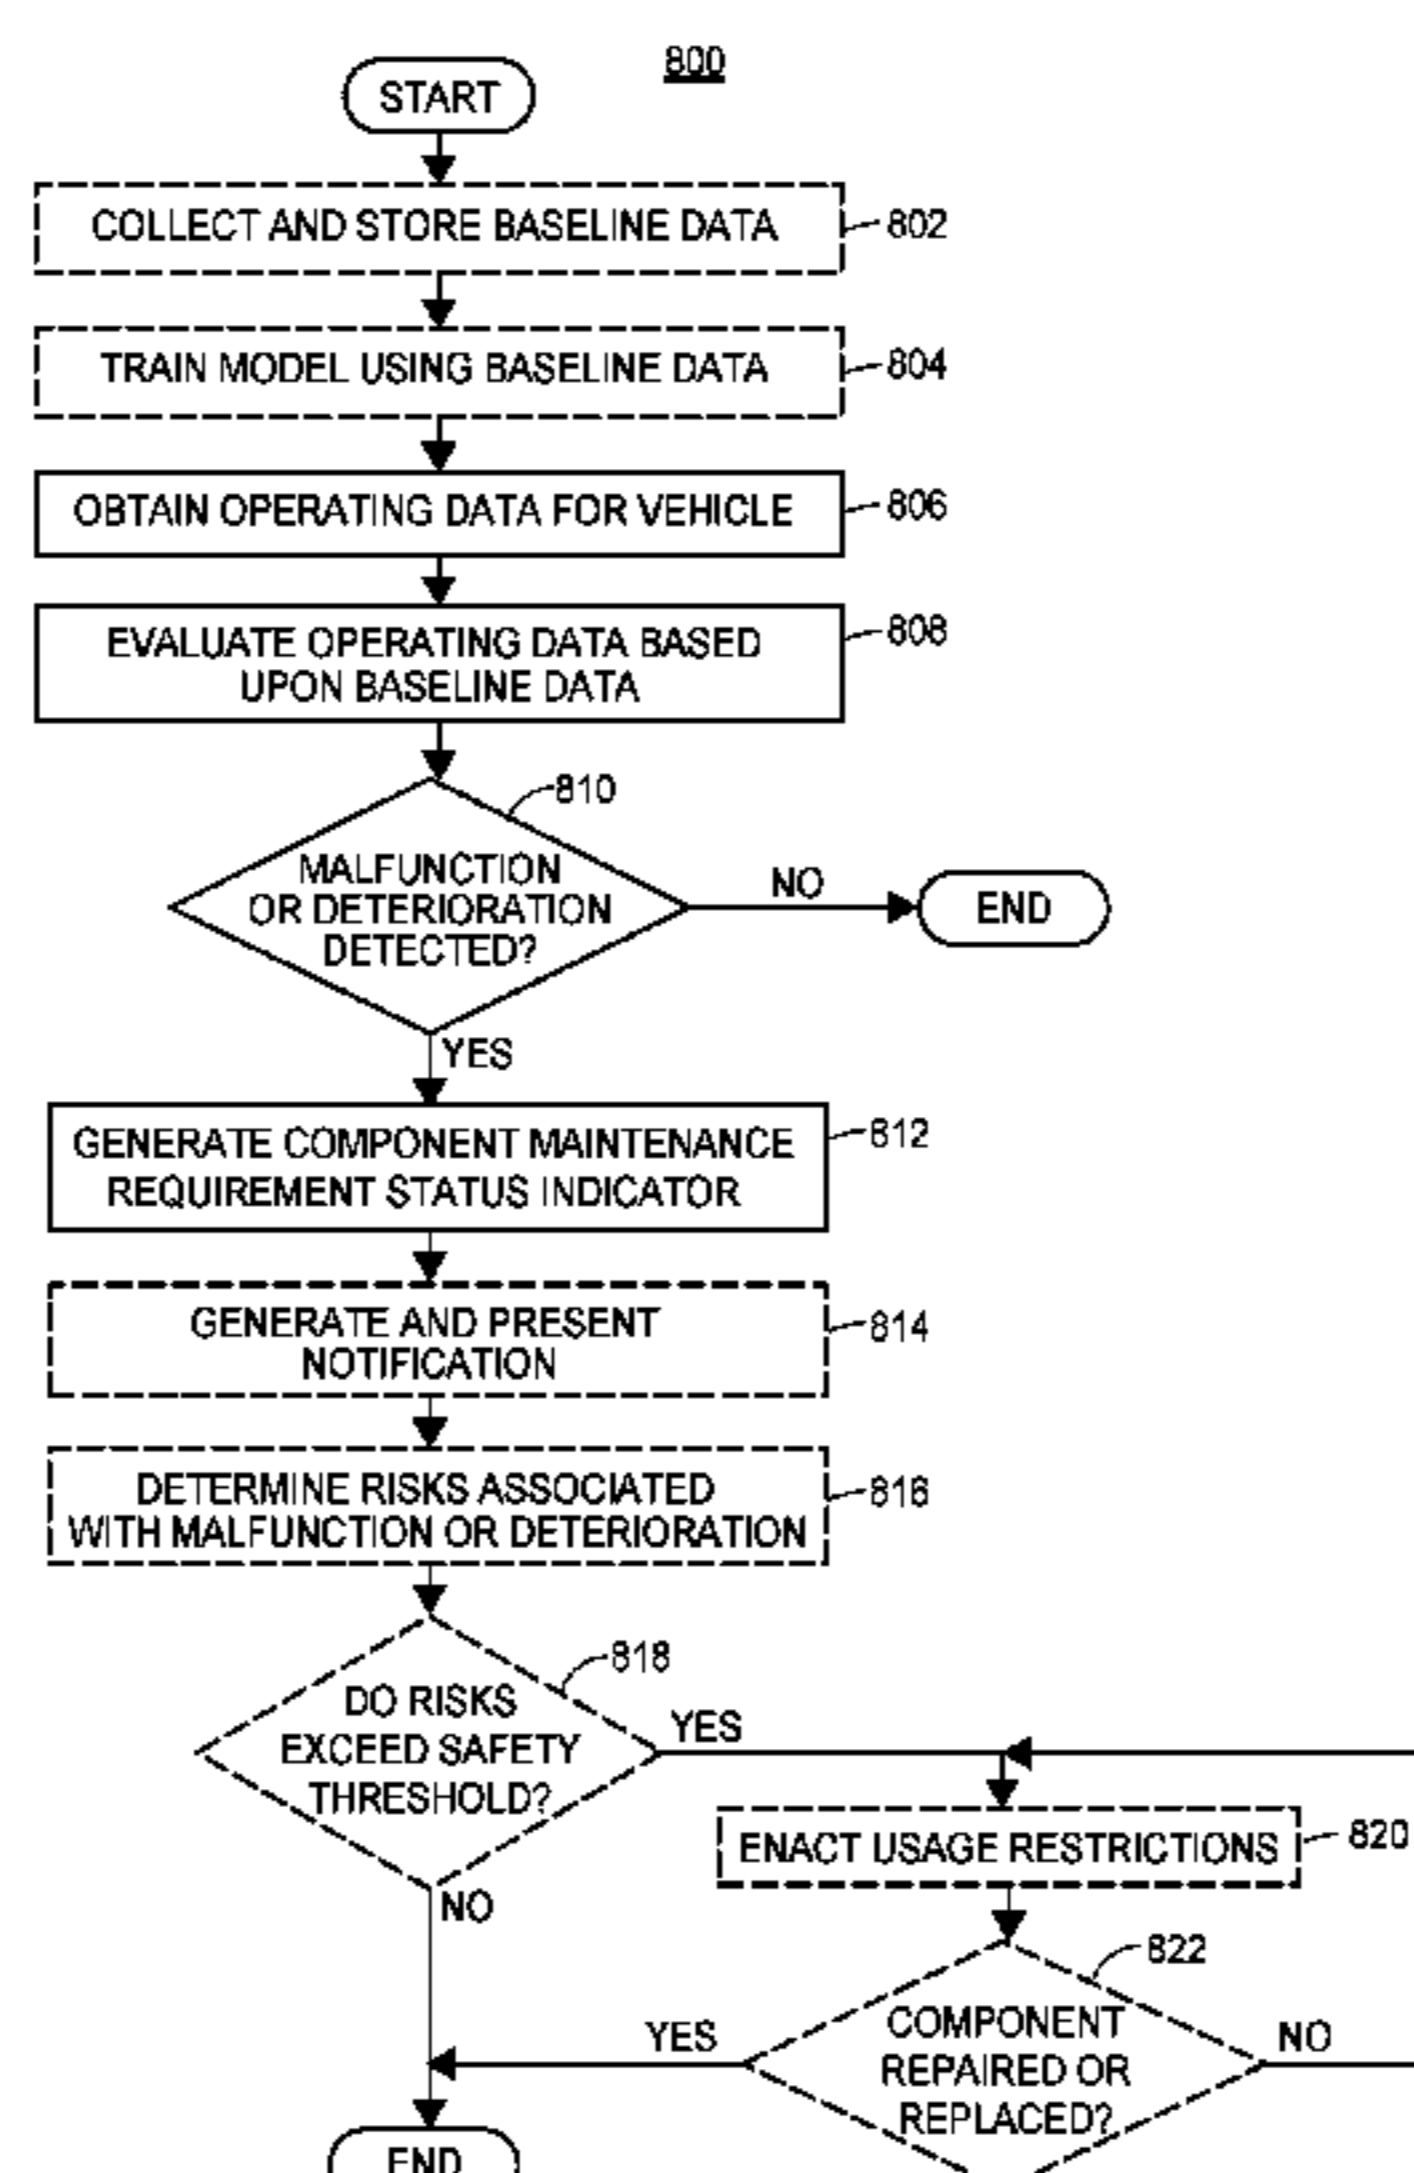 800
START
COLLECT AND STORE BASELINE DATA
802
TRAIN MODEL USING BASELINE DATA
804
OBTAIN OPERATING DATA FOR VEHICLE
806
EVALUATE OPERATING DATA BASED
UPON BASELINE DATA
808
810
MALFUNCTION
OR DETERIORATION
DETECTED?
NO
END
YES
GENERATE COMPONENT MAINTENANCE
REQUIREMENT STATUS INDICATOR
812
GENERATE AND PRESENT
NOTIFICATION
814
DETERMINE RISKS ASSOCIATED
WITH MALFUNCTION OR DETERIORATION
816
818
DO RISKS
EXCEED SAFETY
THRESHOLD?
YES
NO
ENACT USAGE RESTRICTIONS
820
822
COMPONENT
REPAIRED OR
REPLACED?
YES
NO
END